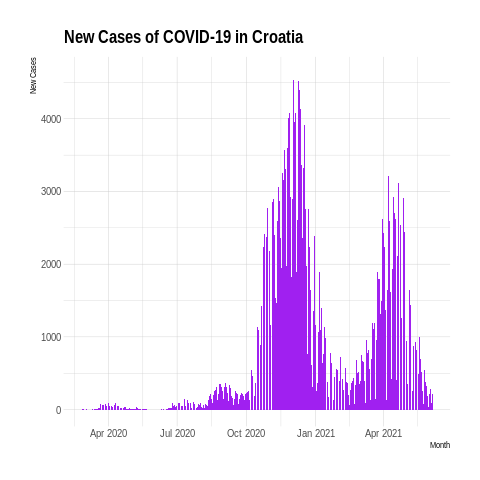 New Cases of COVID-19 in Croatia
New Cases
4000
3000
2000
1000
0
Apr 2020 Jul 2020 Oct 2020 Jan 2021 Apr 2021
Month